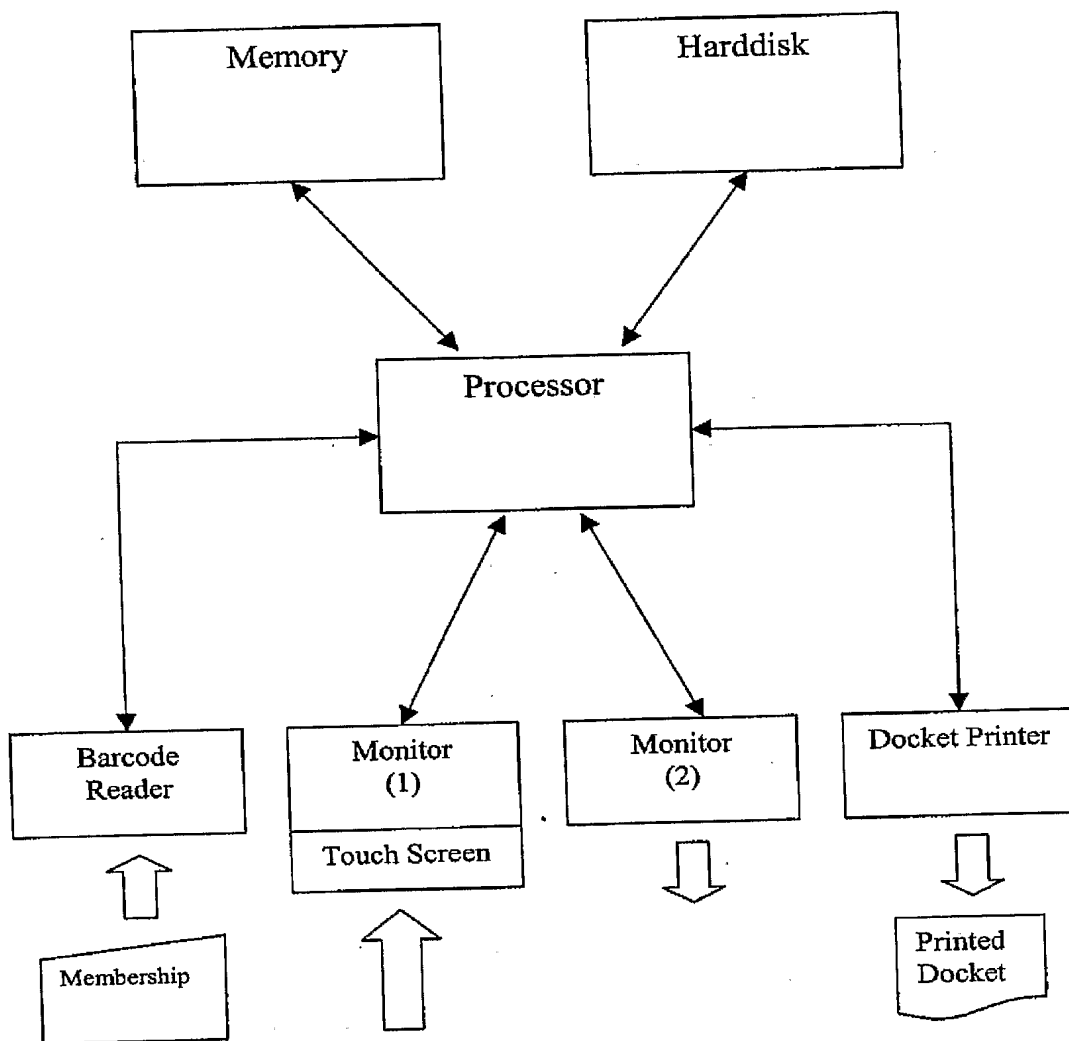 Memory
Harddisk
Processor
Barcode
Reader
Monitor
(1)
Touch Screen
Monitor
(2)
Docket Printer
Membership
Printed
Docket